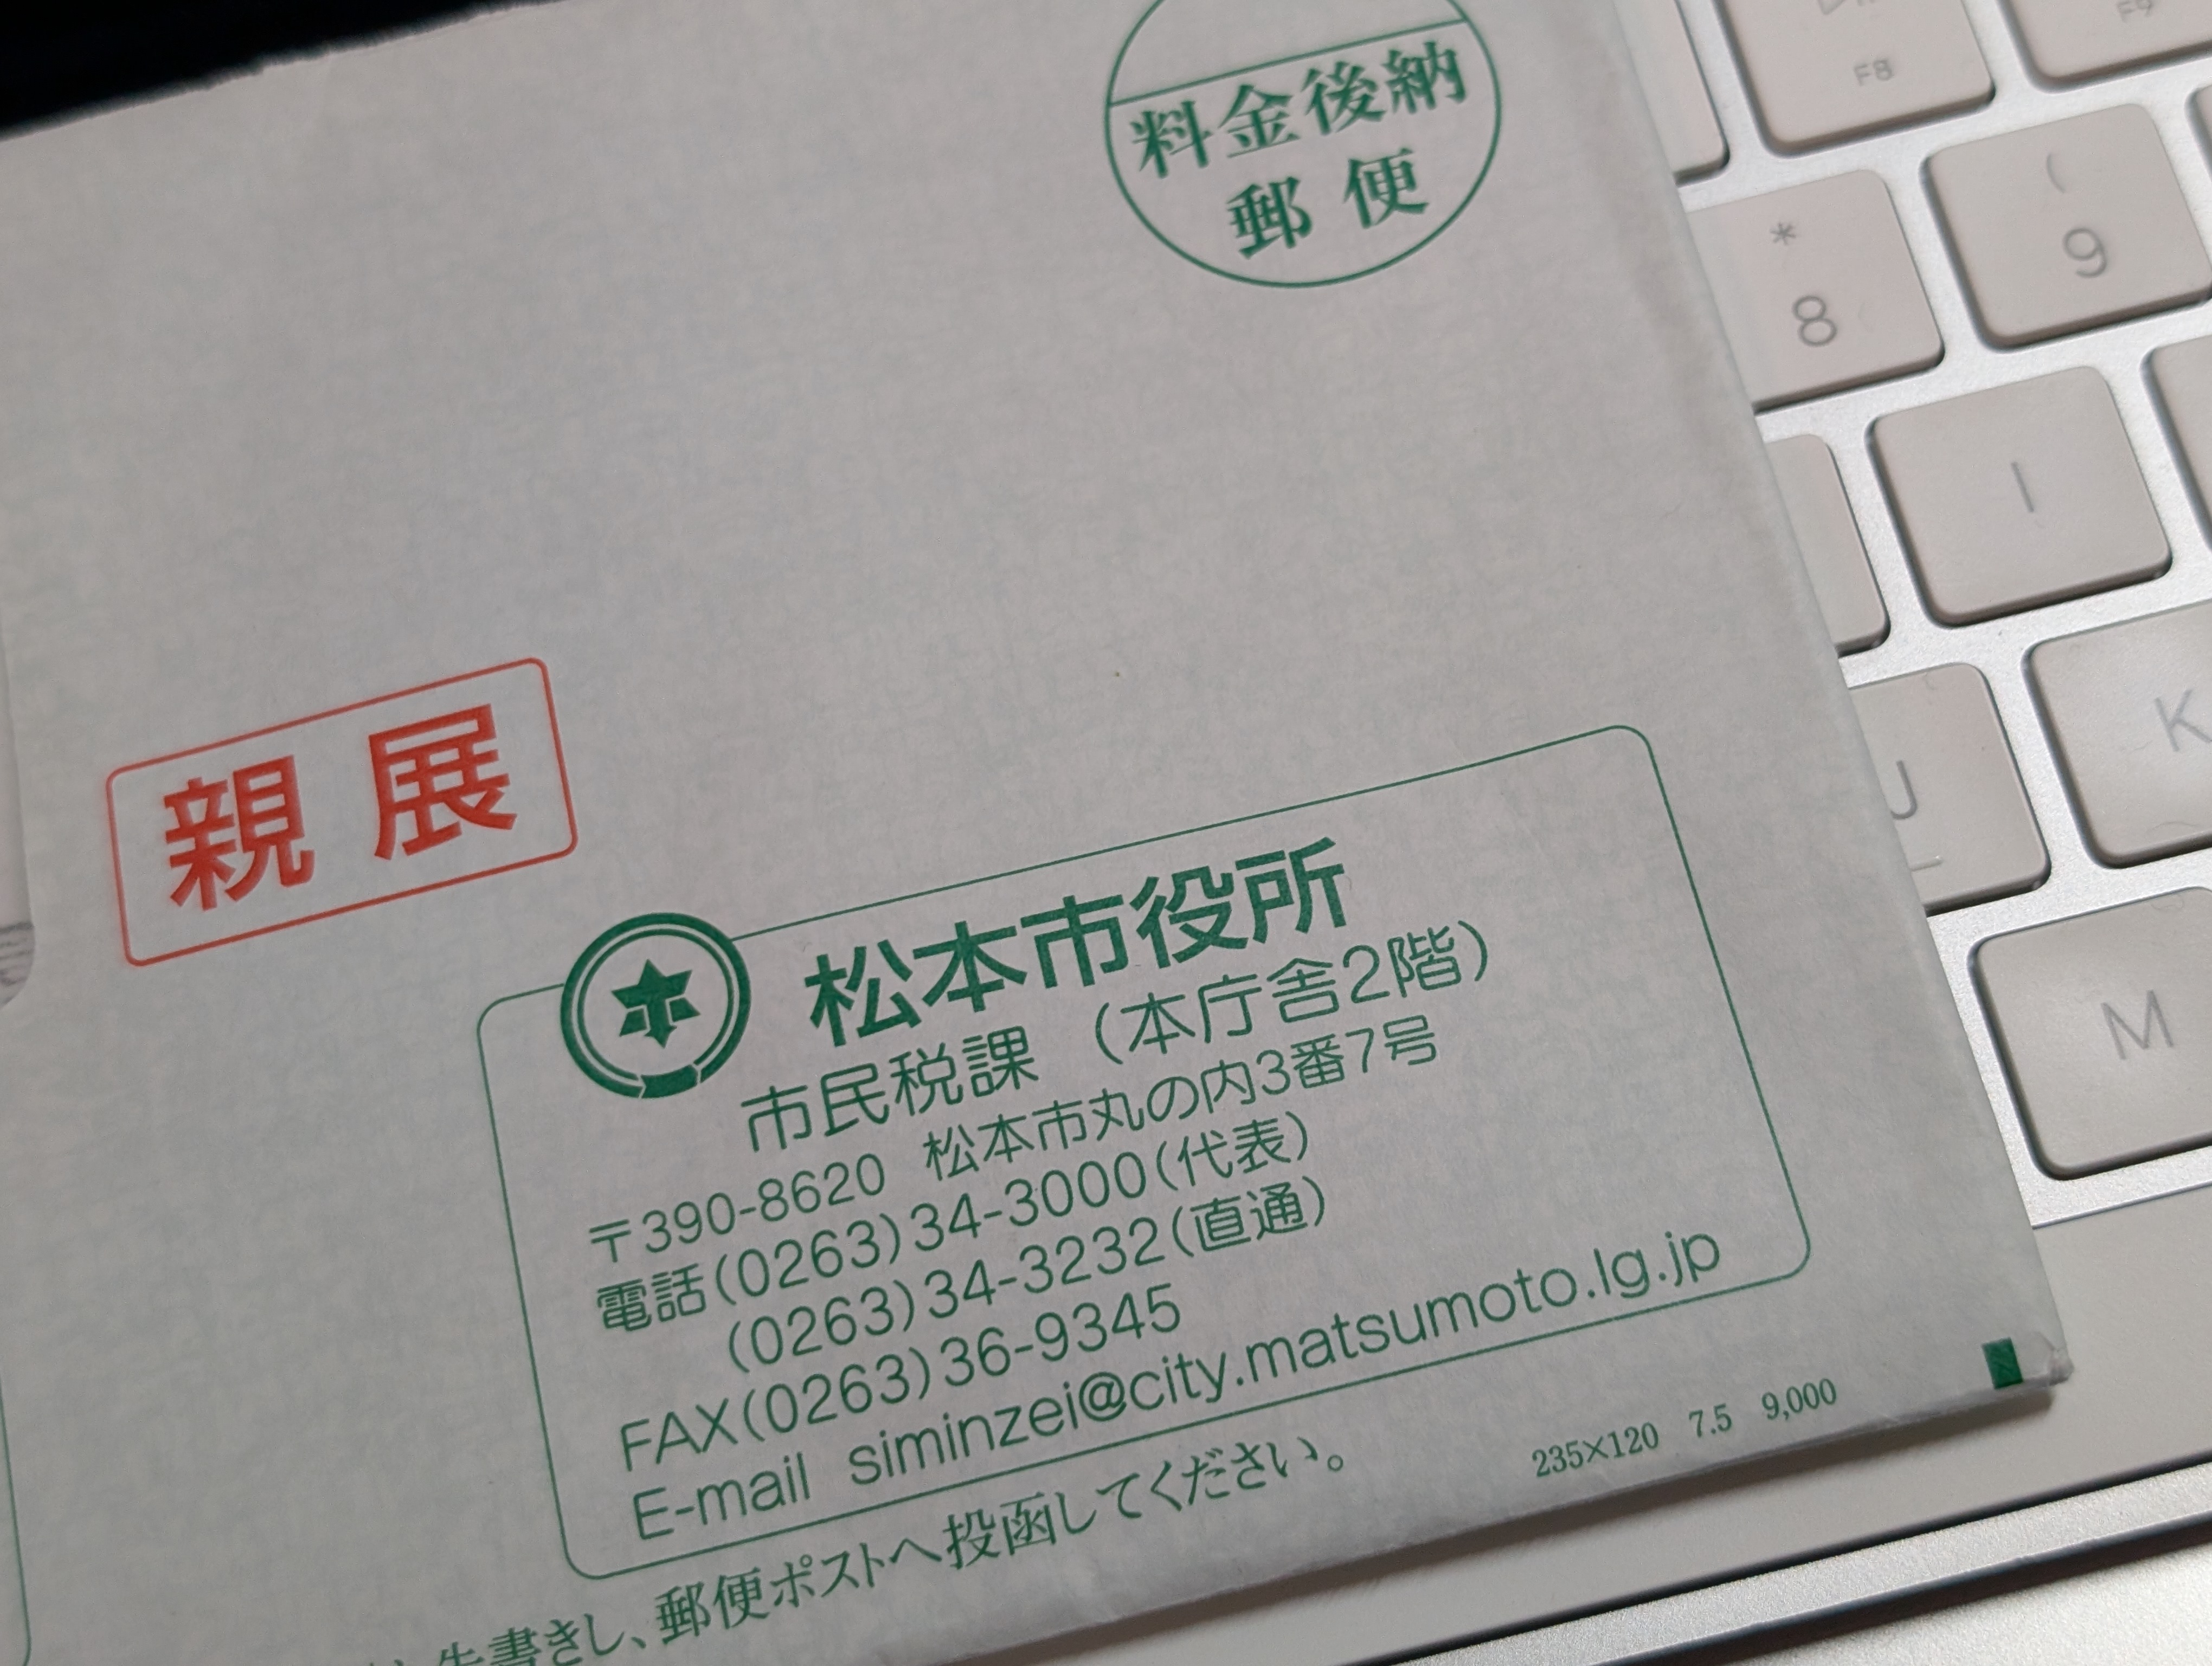 料金後納
郵便
親展
松本市役所
市民税課 (本庁舎2階)
〒390-8620 松本市丸の内3番7号
電話(0263)34-3000(代表)
(0263)34-3232(直通)
FAX(0263)36-9345
E-mail siminzei@city.matsumoto.lg.jp
書きし、郵便ポストへ投函してください。
235×120 7.5 9,000
F8
F9
*
8
(
9
I
J
K
M